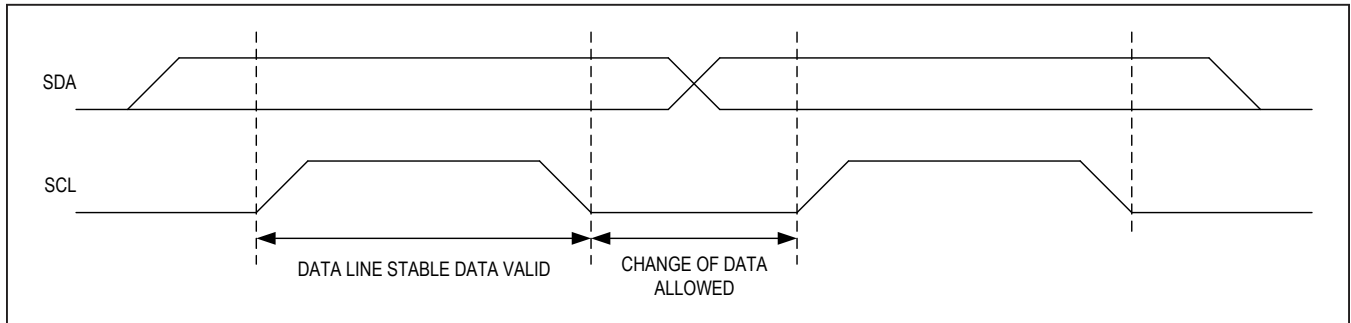 SDA
SCL
DATA LINE STABLE DATA VALID
CHANGE OF DATA
ALLOWED